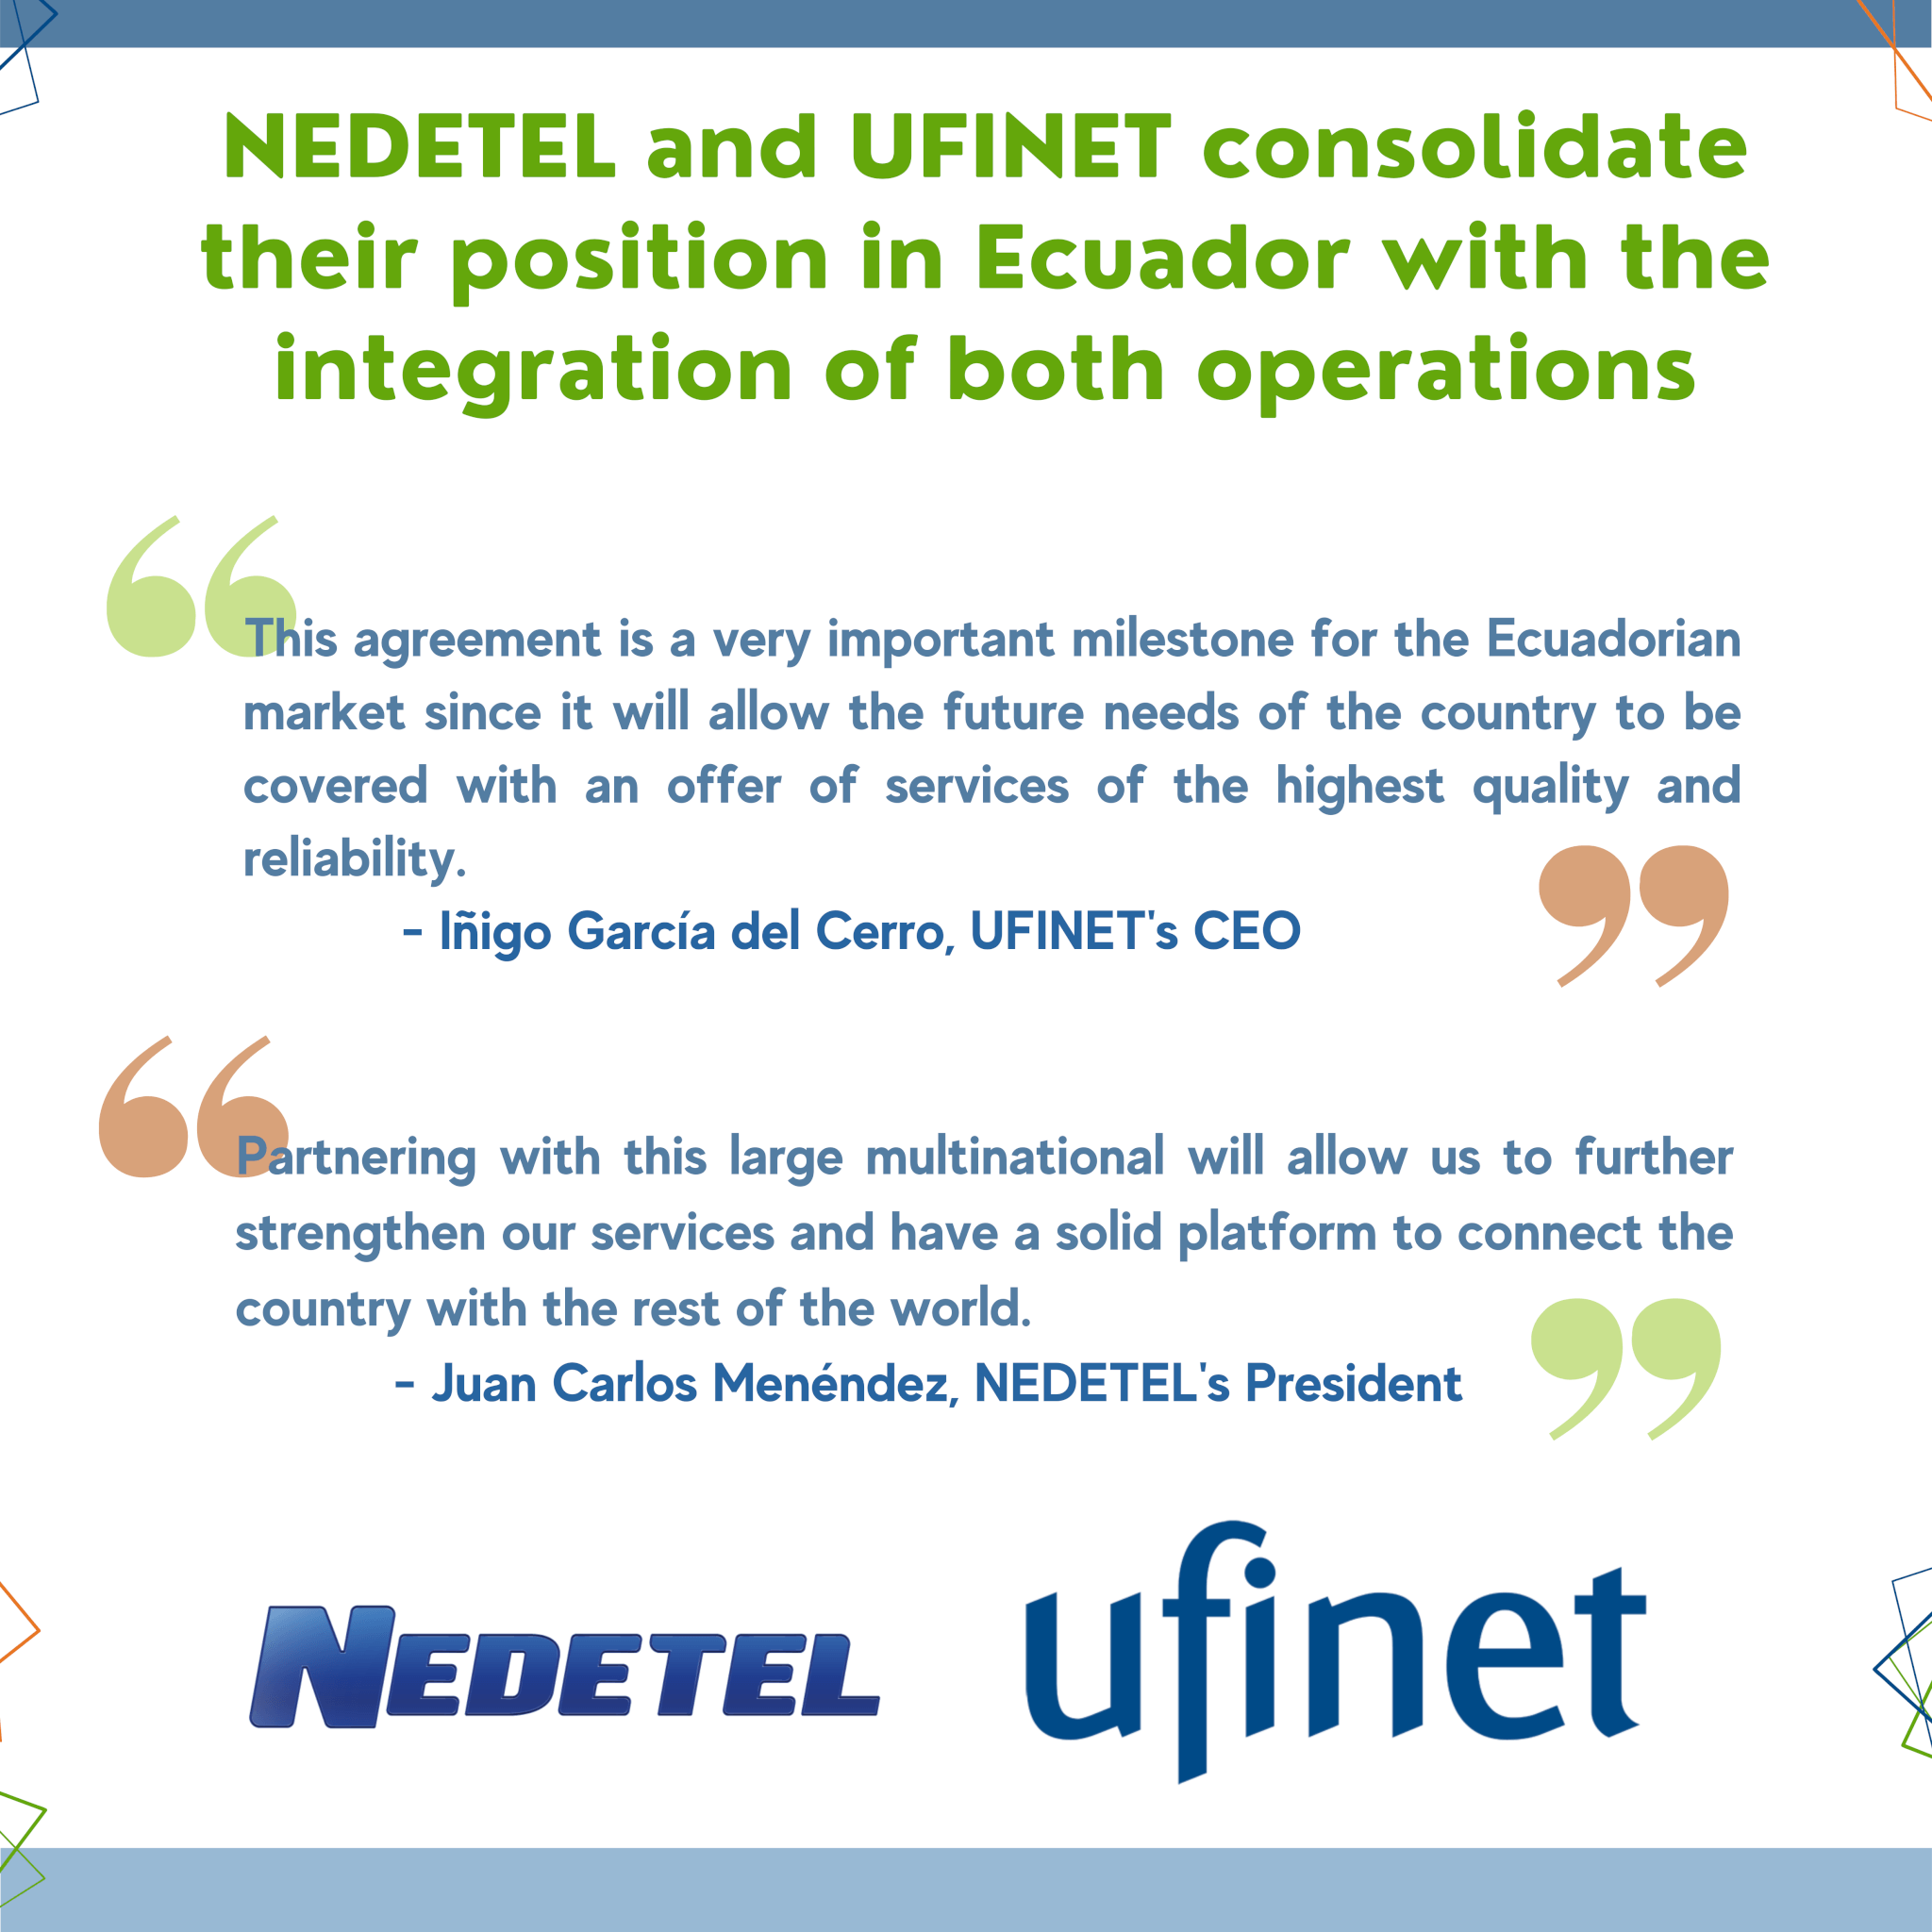 NEDETEL and UFINET consolidate
their position in Ecuador with the
integration of both operations
This agreement is a very important milestone for the Ecuadorian
market since it will allow the future needs of the country to be
covered with an offer of services of the highest quality and
reliability.
- Iñigo García del Cerro, UFINET's CEO
Partnering with this large multinational will allow us to further
strengthen our services and have a solid platform to connect the
country with the rest of the world.
- Juan Carlos Menéndez, NEDETEL's President
NEDETEL
ufinet